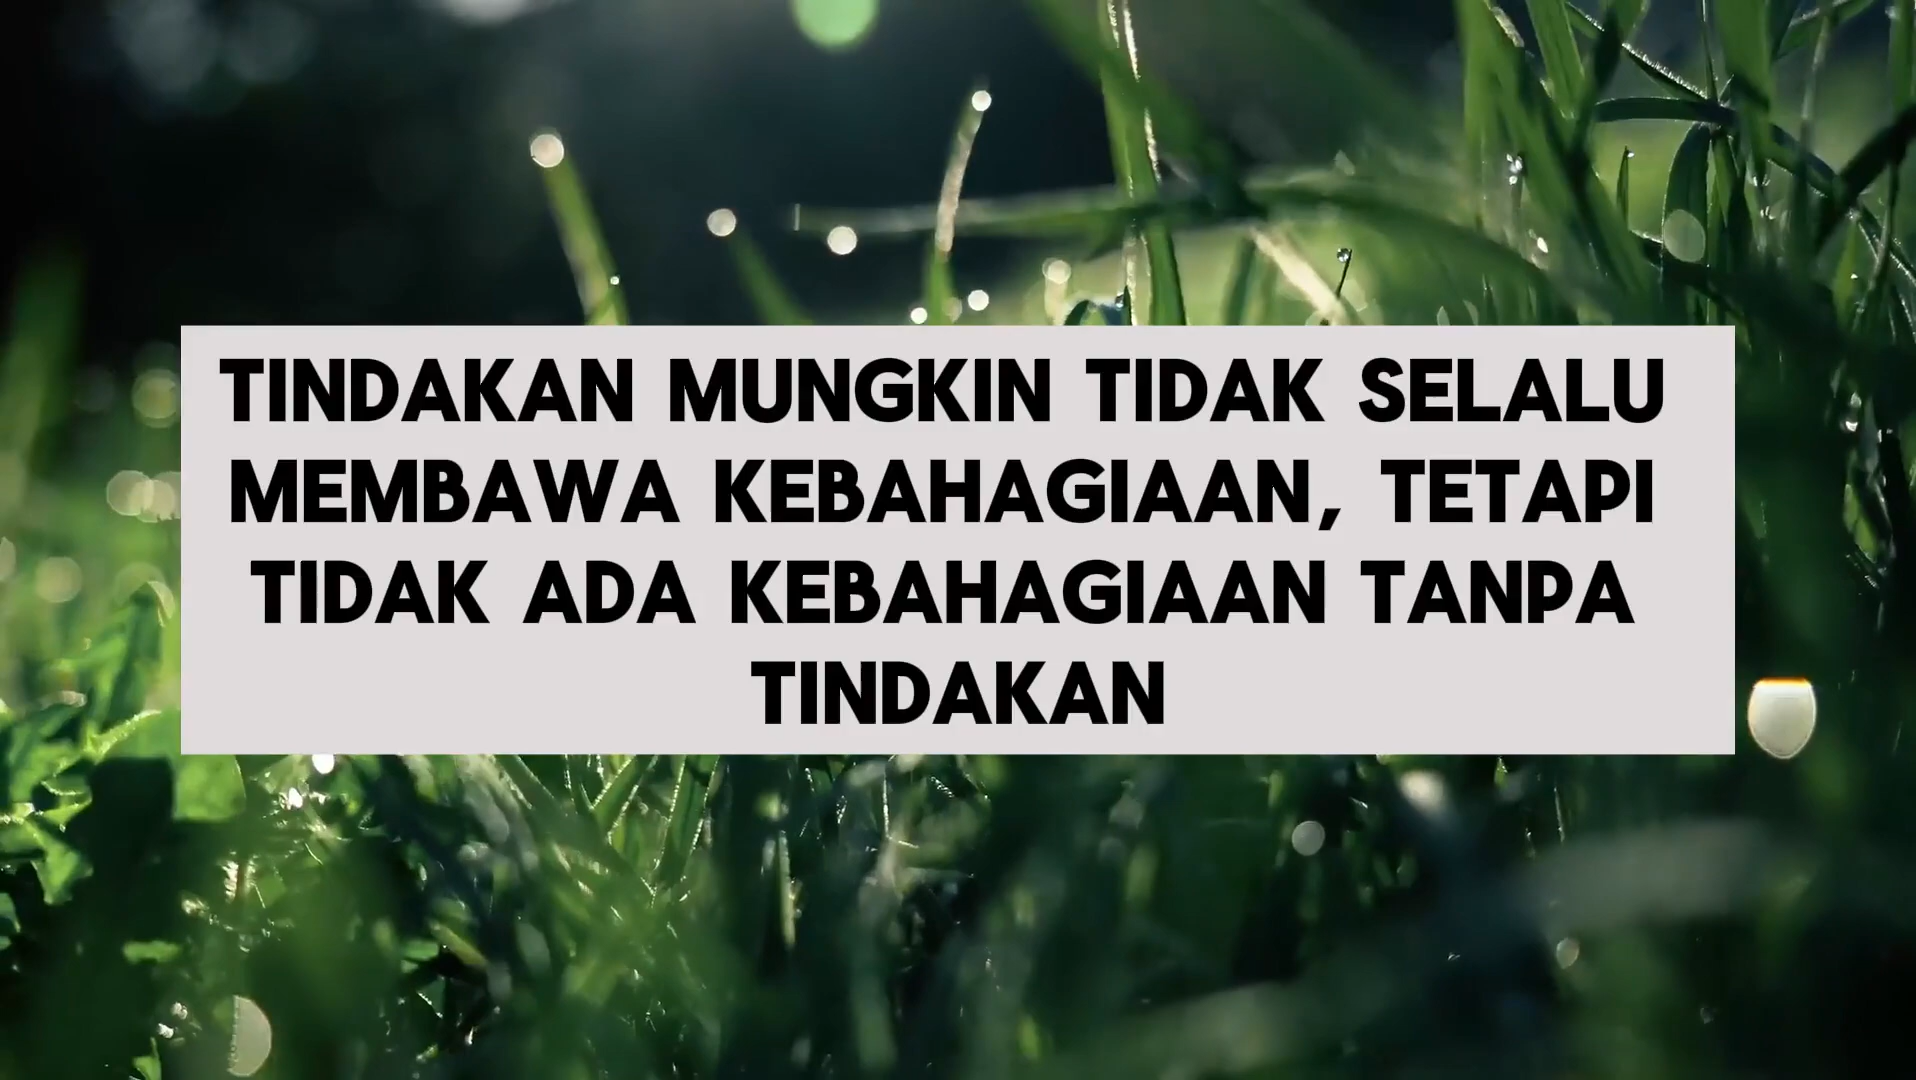 TINDAKAN MUNGKIN TIDAK SELALU
MEMBAWA KEBAHAGIAAN, TETAPI
TIDAK ADA KEBAHAGIAAN TANPA
TINDAKAN